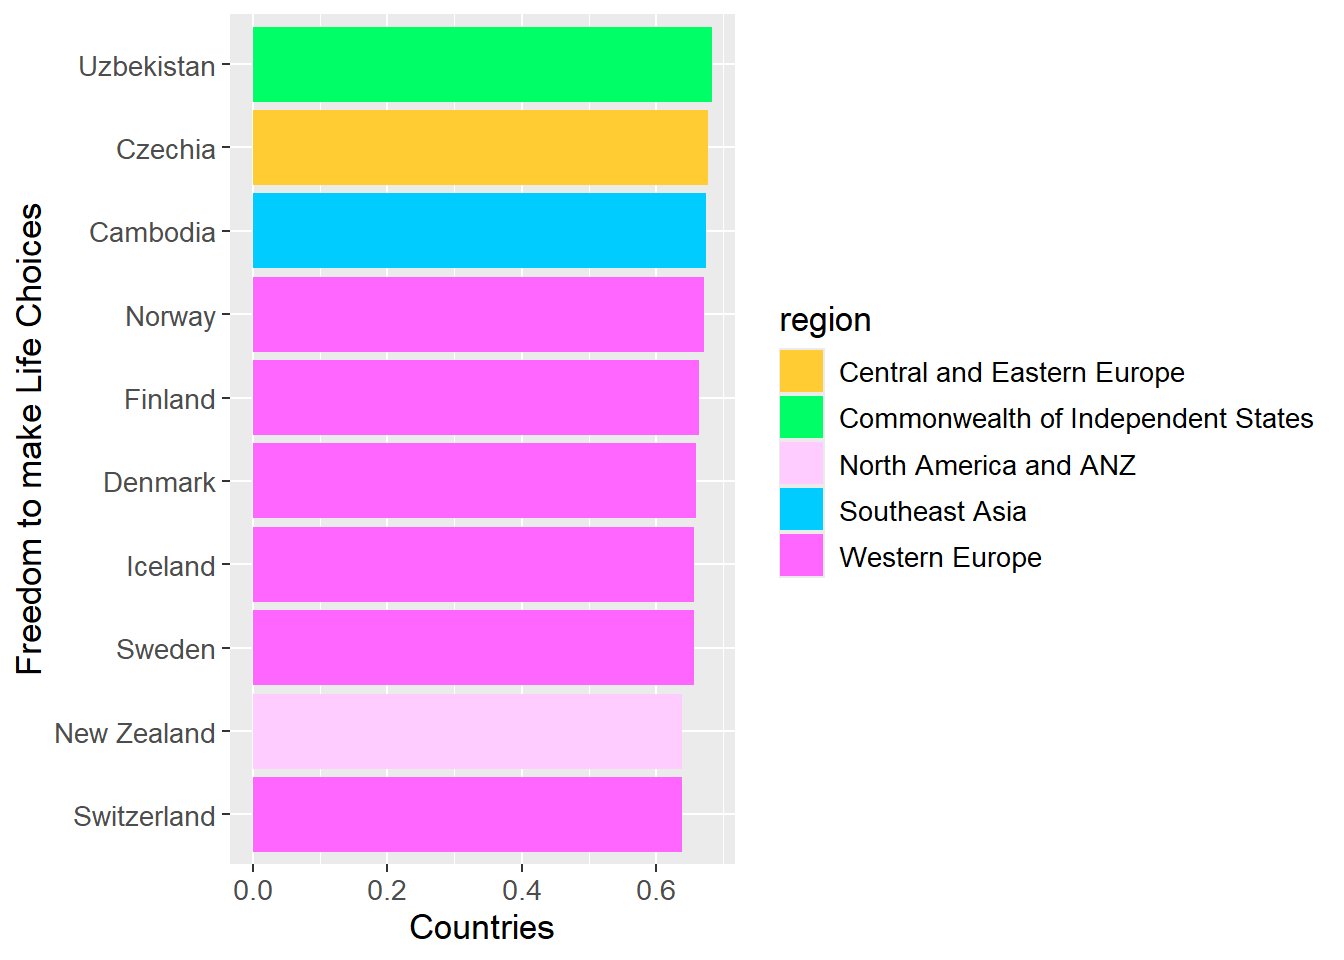 Freedom to make Life Choices
Uzbekistan
Czechia
Cambodia
Norway
Finland
Denmark
Iceland
Sweden
New Zealand
Switzerland
0.0 0.2 0.4 0.6
Countries
region
Central and Eastern Europe
Commonwealth of Independent States
North America and ANZ
Southeast Asia
Western Europe